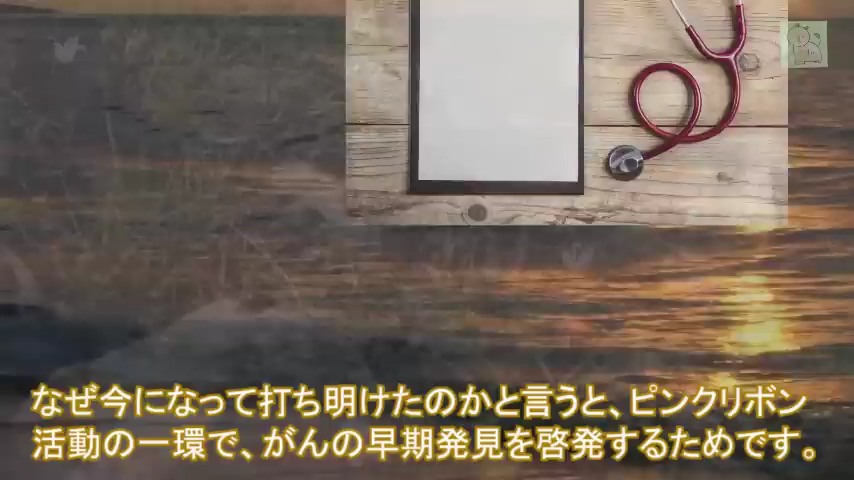 なぜ今になって打ち明けたのかと言うと、ピンクリボン
活動の一環で、がんの早期発見を啓発するためです。